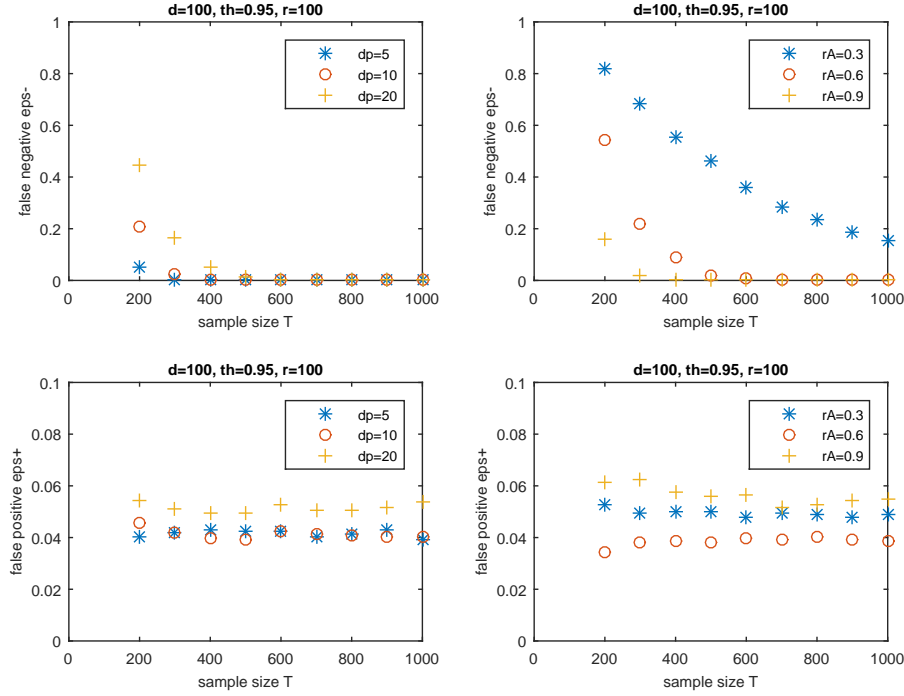 d=100, th=0.95, r=100
false negative eps-
1
0.8
0.6
0.4
0.2
0
dp=5
dp=10
dp=20
0 200 400 600 800 1000
sample size T
d=100, th=0.95, r=100
false negative eps-
1
0.8
0.6
0.4
0.2
0
rA=0.3
rA=0.6
rA=0.9
0 200 400 600 800 1000
sample size T
d=100, th=0.95, r=100
false positive eps+
0.1
0.08
0.06
0.04
0.02
0
dp=5
dp=10
dp=20
0 200 400 600 800 1000
sample size T
d=100, th=0.95, r=100
false positive eps+
0.1
0.08
0.06
0.04
0.02
0
rA=0.3
rA=0.6
rA=0.9
0 200 400 600 800 1000
sample size T